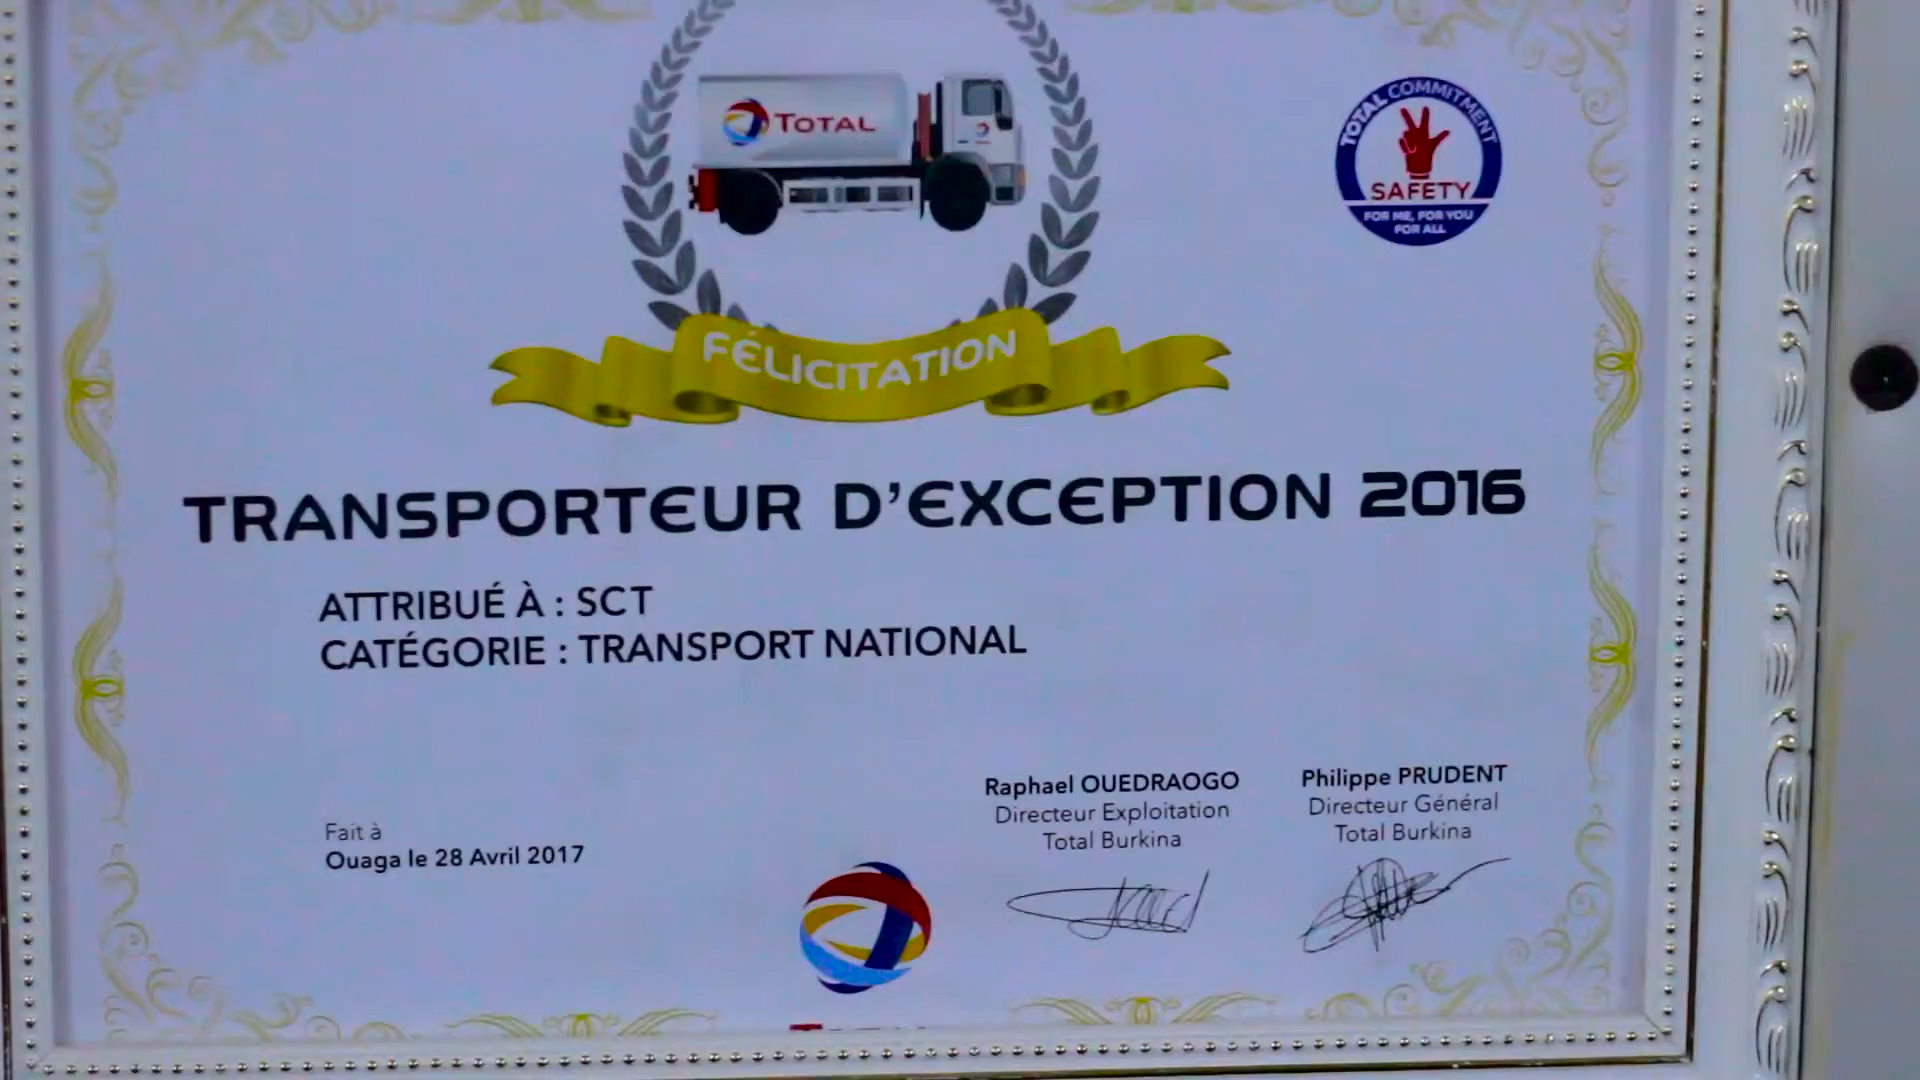 TOTAL
TOTAL COMMITMENT
SAFETY
FOR ME, FOR YOU
FOR ALL
FÉLICITATION
TRANSPORTEUR D'EXCEPTION 2016
ATTRIBUÉ À : SCT
CATÉGORIE : TRANSPORT NATIONAL
Raphael OUEDRAOGO
Directeur Exploitation
Total Burkina
Philippe PRUDENT
Directeur Général
Total Burkina
Fait à
Ouaga le 28 Avril 2017